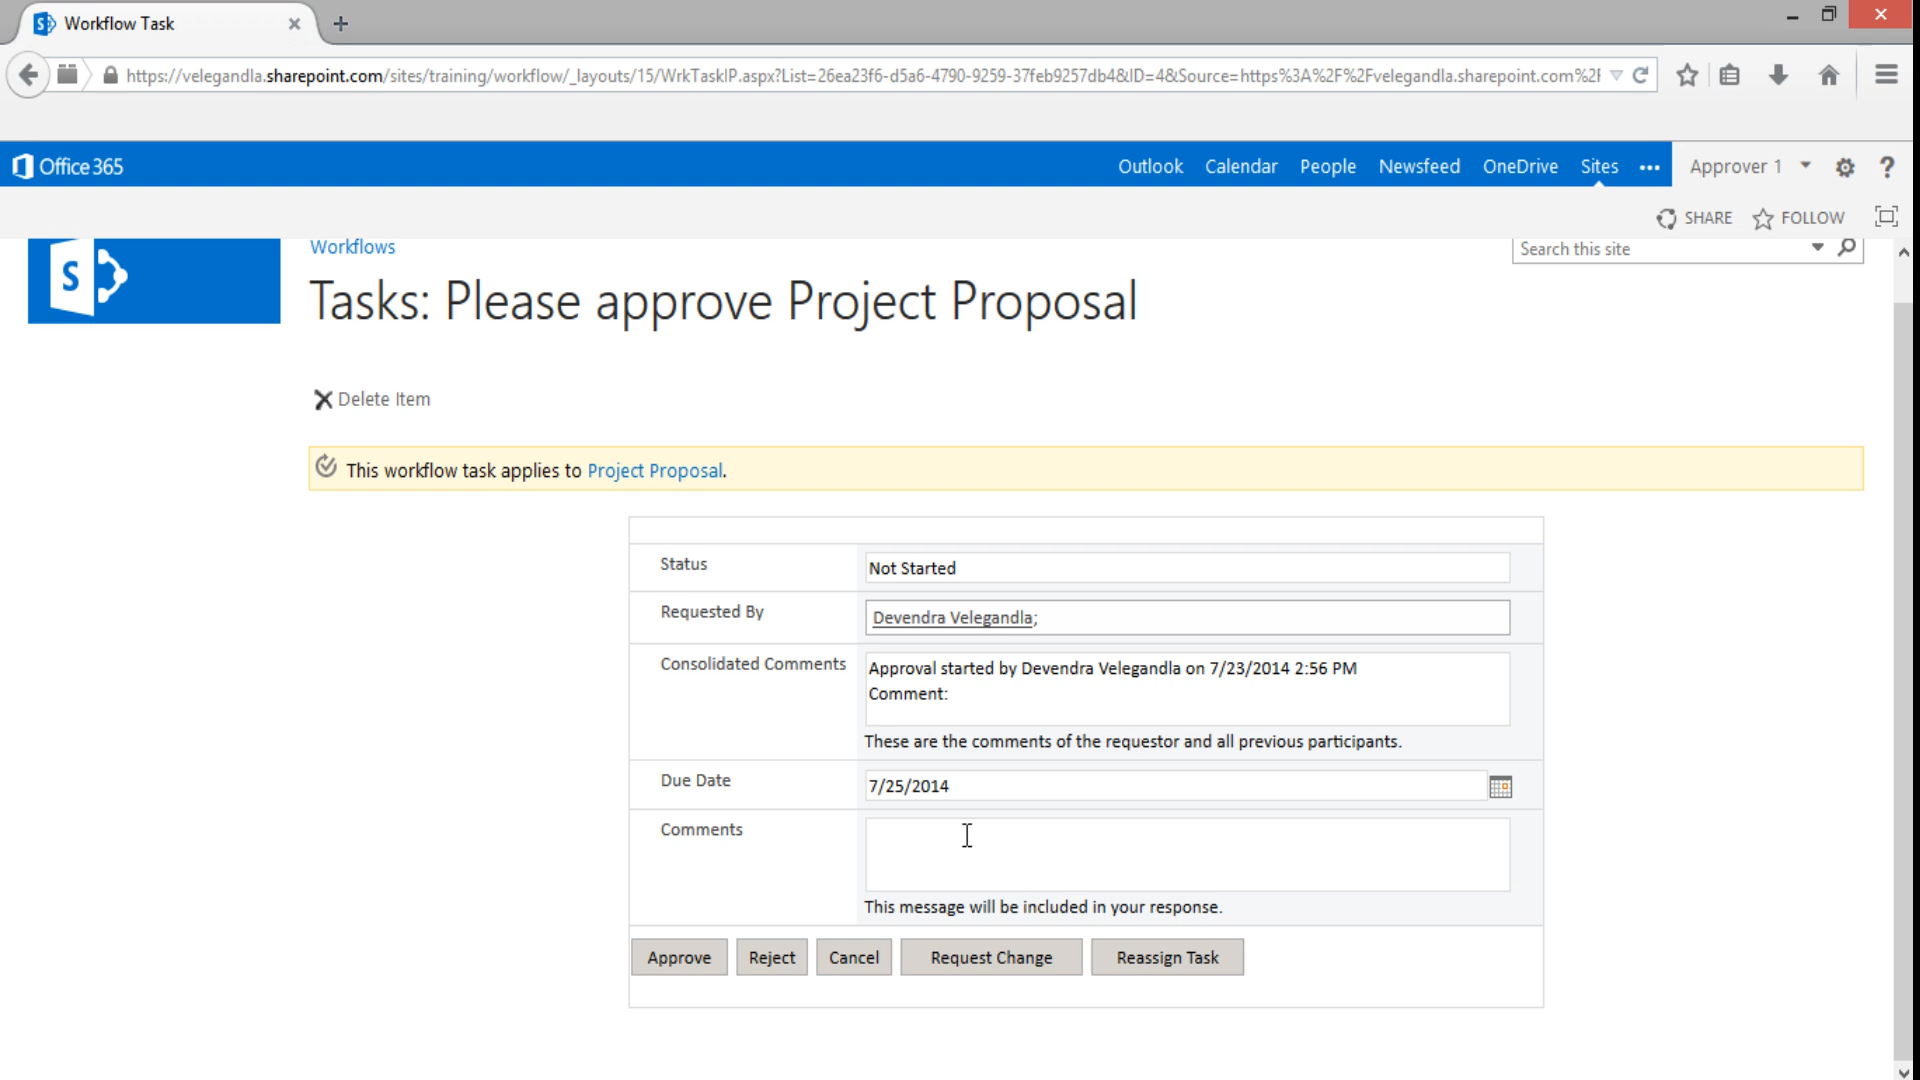 Workflow Task
https://velegandla.sharepoint.com/sites/training/workflow/_layouts/15/WrkTaskIP.aspx?List=26ea23f6-d5a6-4790-9259-37feb9257db4&ID=4&Source=https%3A%2F%2Fvelegandla.sharepoint.com%2F
Office 365
Outlook Calendar People Newsfeed OneDrive Sites ••• Approver 1 ?
SHARE FOLLOW
S
Workflows
Search this site
Tasks: Please approve Project Proposal
Delete Item
This workflow task applies to Project Proposal.
Status Not Started
Requested By Devendra Velegandla;
Consolidated Comments Approval started by Devendra Velegandla on 7/23/2014 2:56 PM
Comment:
These are the comments of the requestor and all previous participants.
Due Date 7/25/2014
Comments
This message will be included in your response.
Approve Reject Cancel Request Change Reassign Task